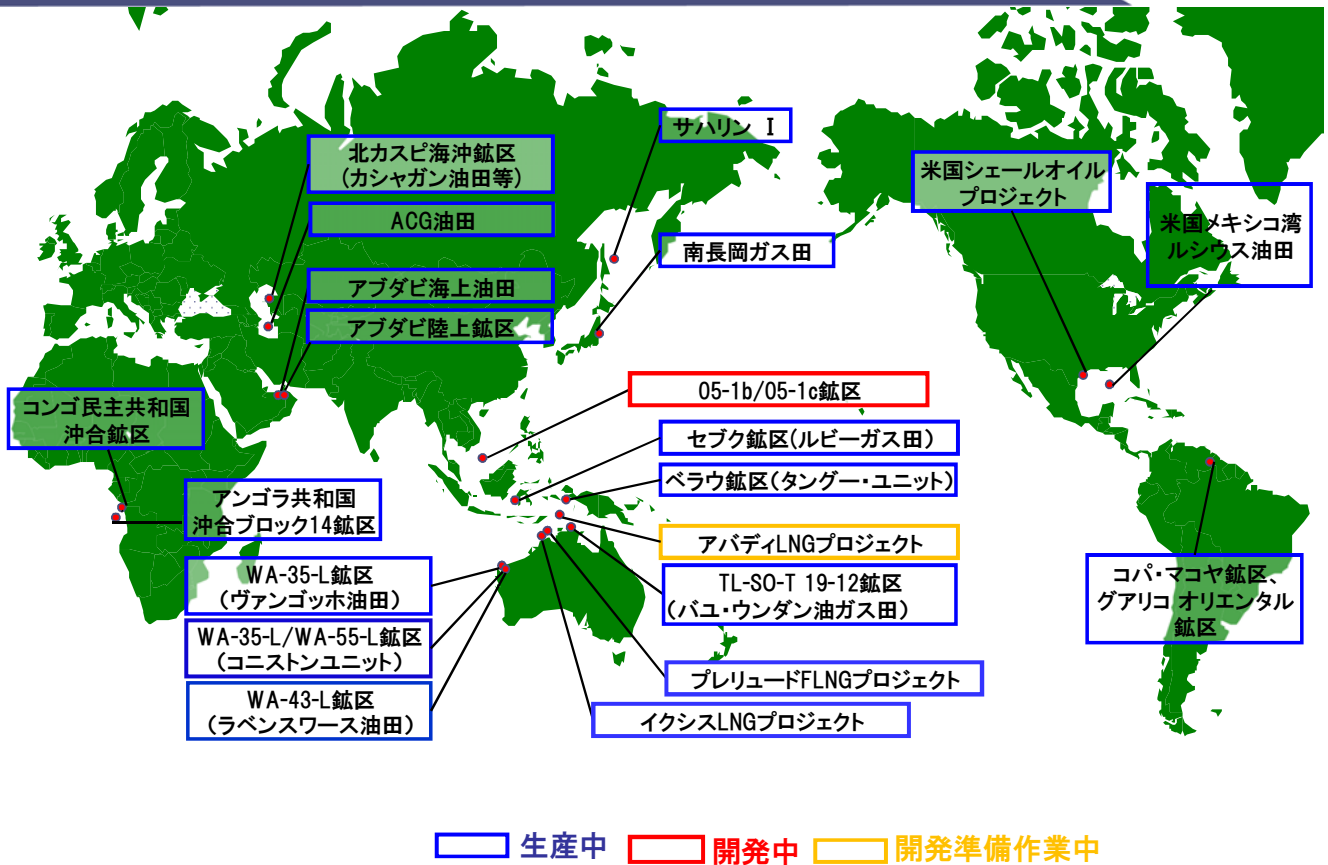 サハリン Ⅰ
北カスピ海沖鉱区
(カシャガン油田等)
米国シェールオイル
プロジェクト
ACG油田
米国メキシコ湾
ルシウス油田
南長岡ガス田
アブダビ海上油田
アブダビ陸上鉱区
05-1b/05-1c鉱区
コンゴ民主共和国
沖合鉱区
セブク鉱区(ルビーガス田)
ベラウ鉱区(タングー・ユニット)
アンゴラ共和国
沖合ブロック14鉱区
アバディLNGプロジェクト
WA-35-L鉱区
(ヴァンゴッホ油田)
TL-SO-T 19-12鉱区
(バユ・ウンダン油ガス田)
コパ・マコヤ鉱区、
グアリコ オリエンタル
鉱区
WA-35-L/WA-55-L鉱区
(コニストンユニット)
プレリュードFLNGプロジェクト
WA-43-L鉱区
(ラベンスワース油田)
イクシスLNGプロジェクト
生産中
開発中
開発準備作業中